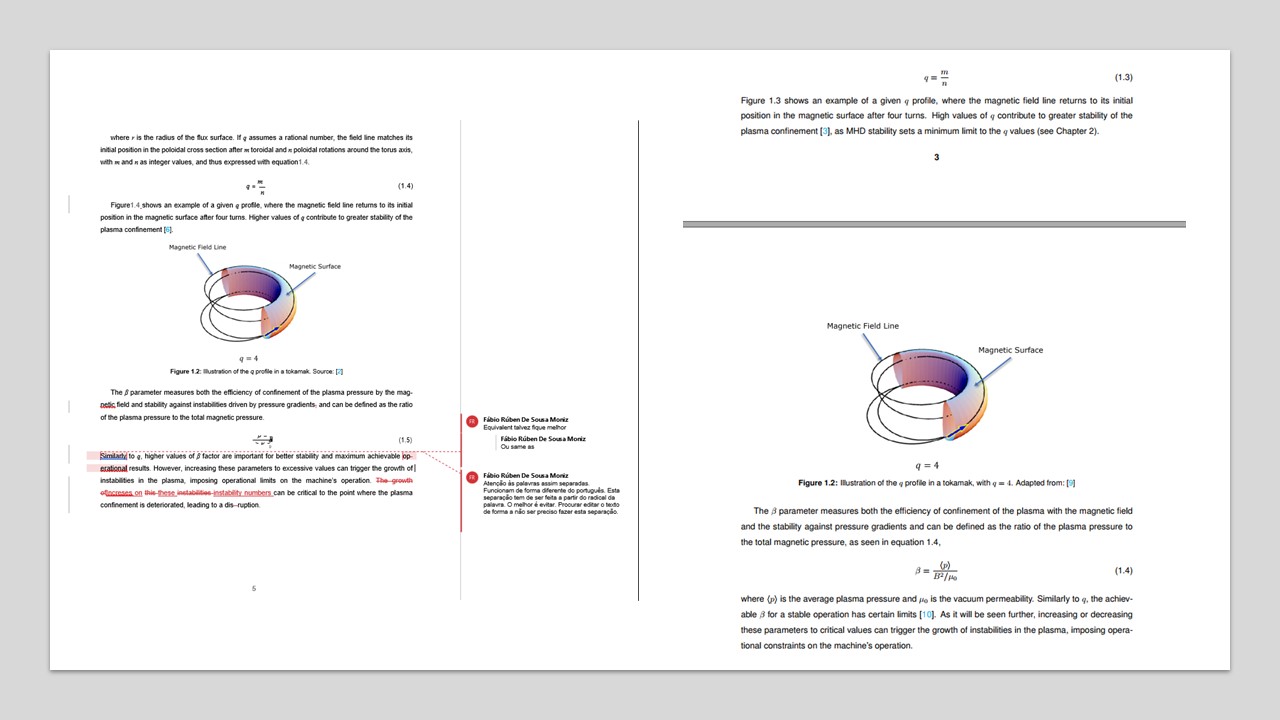 where r is the radius of the flux surface. If q assumes a rational number, the field line matches its
initial position in the poloidal cross section after m toroidal and n poloidal rotations around the torus axis,
with m and n as integer values, and thus expressed with equation1.4.
q = m/n (1.4)
Figure1.4 shows an example of a given q profile, where the magnetic field line returns to its initial
position in the magnetic surface after four turns. Higher values of q contribute to greater stability of the
plasma confinement [6].
Magnetic Field Line
Magnetic Surface
q = 4
Figure 1.2: Illustration of the q profile in a tokamak. Source: [2]
The β parameter measures both the efficiency of confinement of the plasma pressure by the mag-
netic field and stability against instabilities driven by pressure gradients, and can be defined as the ratio
of the plasma pressure to the total magnetic pressure.
(1.5)
Similarly to q, higher values of β factor are important for better stability and maximum achievable op-
erational results. However, increasing these parameters to excessive values can trigger the growth of
instabilities in the plasma, imposing operational limits on the machine's operation. The growth
ofIncreses on this these instabilities instability numbers can be critical to the point where the plasma
confinement is deteriorated, leading to a dis-ruption.
5
Fábio Rúben De Sousa Moniz
Equivalent talvez fique melhor
Fábio Rúben De Sousa Moniz
Ou same as
Fábio Rúben De Sousa Moniz
Atenção às palavras assim separadas.
Funcionam de forma diferente do português. Esta
separação tem de ser feita a partir do radical da
palavra. O melhor é evitar. Procurar editar o texto
de forma a não ser preciso fazer esta separação.
q = m/n (1.3)
Figure 1.3 shows an example of a given q profile, where the magnetic field line returns to its initial
position in the magnetic surface after four turns. High values of q contribute to greater stability of the
plasma confinement [3], as MHD stability sets a minimum limit to the q values (see Chapter 2).
3
Magnetic Field Line
Magnetic Surface
q = 4
Figure 1.2: Illustration of the q profile in a tokamak, with q = 4. Adapted from: [9]
The β parameter measures both the efficiency of confinement of the plasma with the magnetic field
and the stability against pressure gradients and can be defined as the ratio of the plasma pressure to
the total magnetic pressure, as seen in equation 1.4,
β = ⟨p⟩/B²/μ₀ (1.4)
where ⟨p⟩ is the average plasma pressure and μ₀ is the vacuum permeability. Similarly to q, the achiev-
able β for a stable operation has certain limits [10]. As it will be seen further, increasing or decreasing
these parameters to critical values can trigger the growth of instabilities in the plasma, imposing opera-
tional constraints on the machine's operation.